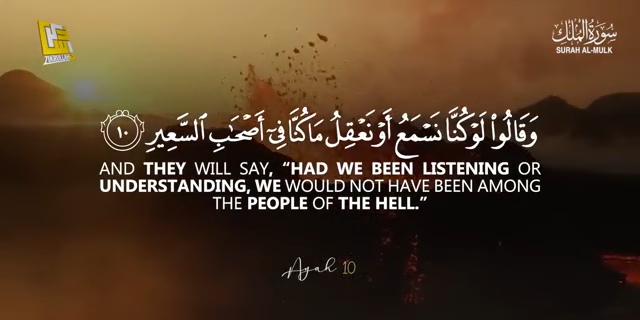 سُورَةُ الْمُلْكِ
SURAH AL-MULK
وَقَالُوا۟ لَوْ كُنَّا نَسْمَعُ أَوْ نَعْقِلُ مَا كُنَّا فِىٓ أَصْحَـٰبِ ٱلسَّعِيرِ ١٠
AND THEY WILL SAY, “HAD WE BEEN LISTENING OR
UNDERSTANDING, WE WOULD NOT HAVE BEEN AMONG
THE PEOPLE OF THE HELL.”
Ayah 10